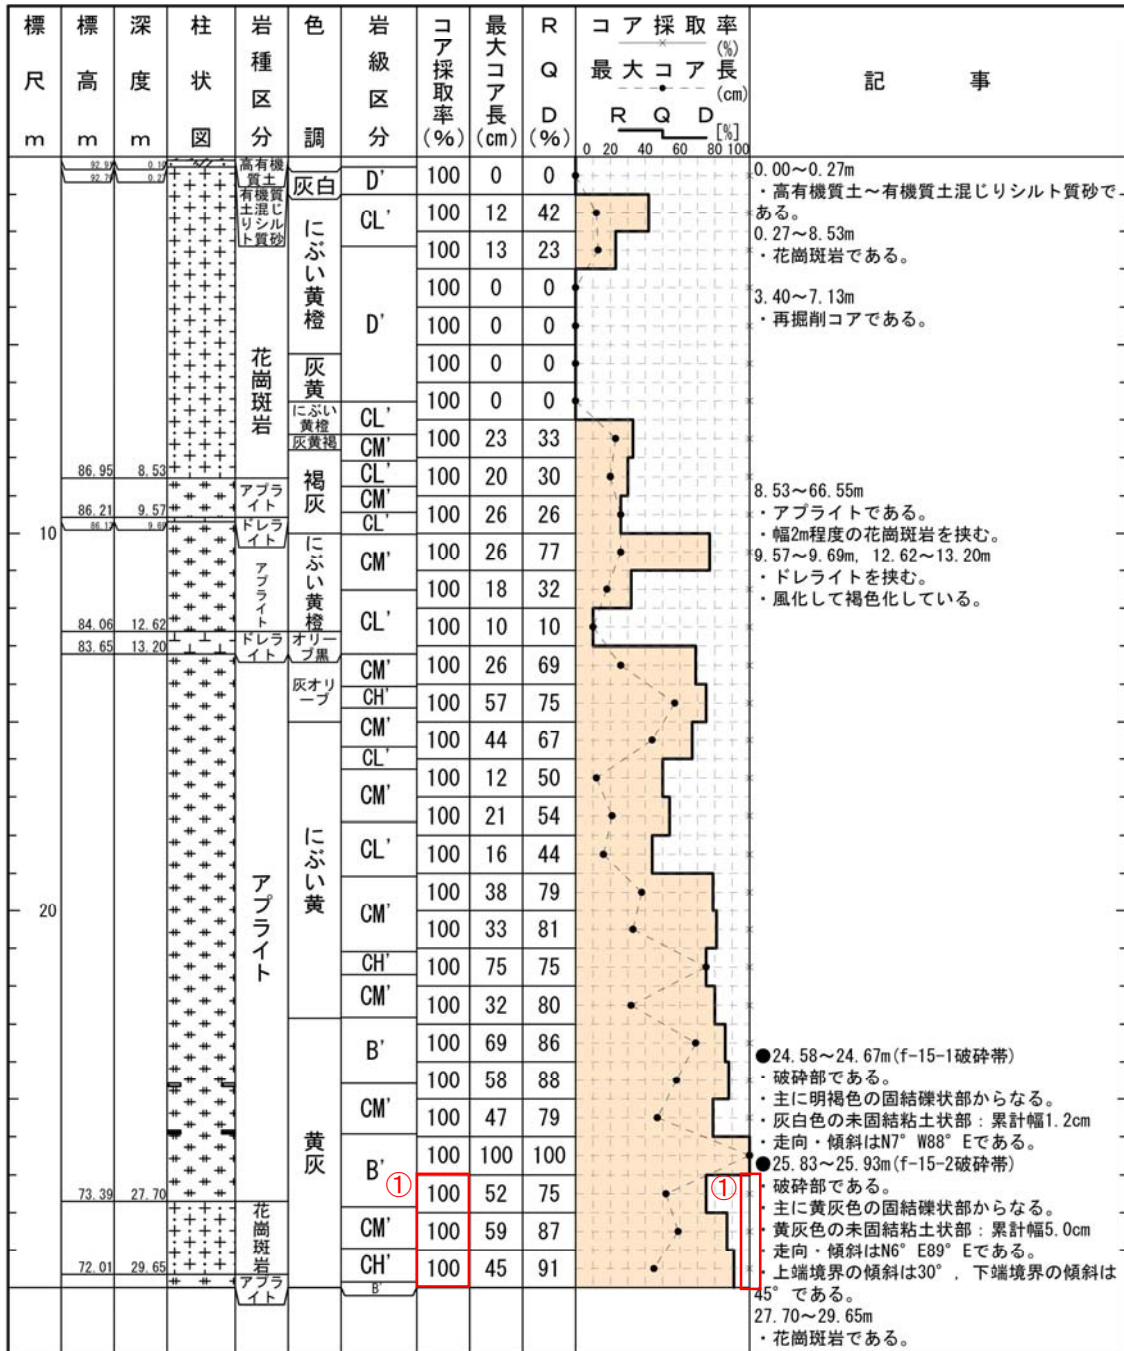 標尺 m
標高 m
深度 m
柱状図
岩種区分
色調
岩級区分
コア採取率(%)
最大コア長(cm)
RQD(%)
コア採取率(%)
最大コア長(cm)
RQD[%]
0 20 40 60 80 100
記事
10
20
92.91 0.10
92.79 0.27
86.95 8.53
86.21 9.57
86.12 9.69
84.06 12.62
83.65 13.20
73.39 27.70
72.01 29.65
高有機質土
有機質土混じりシルト質砂
花崗斑岩
アプライト
ドレライト
アプライト
ドレライト
アプライト
花崗斑岩
アプライト
灰白
にぶい黄橙
灰黄
にぶい黄橙
灰黄褐
褐灰
にぶい黄橙
オリーブ黒
灰オリーブ
にぶい黄
黄灰
D'
CL'
D'
CL'
CM'
CL'
CM'
CL'
CM'
CL'
CM'
CH'
CM'
CL'
CM'
CL'
CM'
CH'
CM'
B'
CM'
B'
CM'
CH'
B'
100 0 0
100 12 42
100 13 23
100 0 0
100 0 0
100 0 0
100 0 0
100 23 33
100 20 30
100 26 26
100 26 77
100 18 32
100 10 10
100 26 69
100 57 75
100 44 67
100 12 50
100 21 54
100 16 44
100 38 79
100 33 81
100 75 75
100 32 80
100 69 86
100 58 88
100 47 79
100 100 100
100 52 75
100 59 87
100 45 91
①
①
0.00～0.27m
・高有機質土～有機質土混じりシルト質砂で
ある。
0.27～8.53m
・花崗斑岩である。
3.40～7.13m
・再掘削コアである。
8.53～66.55m
・アプライトである。
・幅2m程度の花崗斑岩を挟む。
9.57～9.69m, 12.62～13.20m
・ドレライトを挟む。
・風化して褐色化している。
●24.58～24.67m(f-15-1破砕帯)
・破砕部である。
・主に明褐色の固結礫状部からなる。
・灰白色の未固結粘土状部：累計幅1.2cm
・走向・傾斜はN7°W88°Eである。
●25.83～25.93m(f-15-2破砕帯)
・破砕部である。
・主に黄灰色の固結礫状部からなる。
・黄灰色の未固結粘土状部：累計幅5.0cm
・走向・傾斜はN6°E89°Eである。
・上端境界の傾斜は30°, 下端境界の傾斜は
45°である。
27.70～29.65m
・花崗斑岩である。